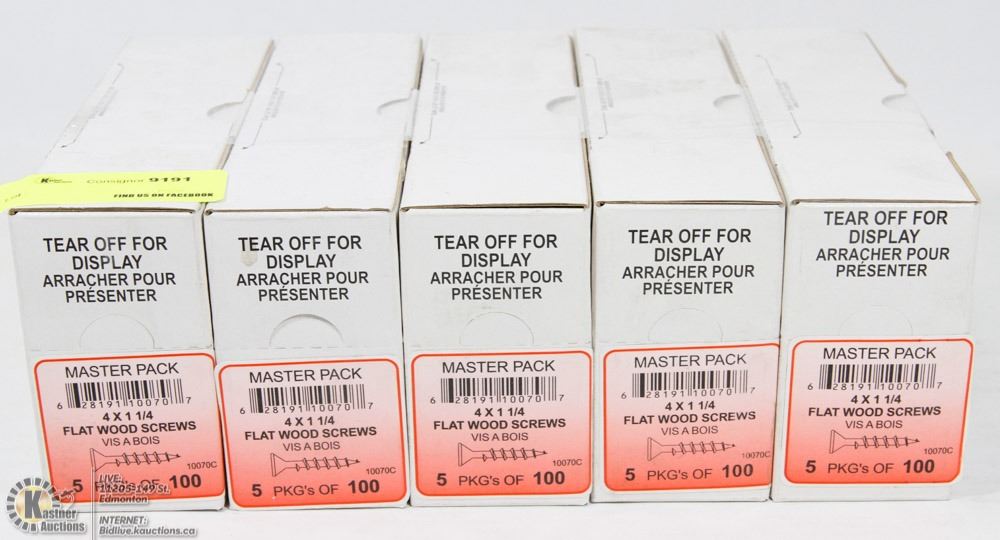 Kastner
Auctions
Consignor 9191
FIND US ON FACEBOOK
TEAR OFF FOR
DISPLAY
ARRACHER POUR
PRÉSENTER
MASTER PACK
6 28191 10070 7
4 X 1 1/4
FLAT WOOD SCREWS
VIS A BOIS
10070C
5 PKG's OF 100
TEAR OFF FOR
DISPLAY
ARRACHER POUR
PRÉSENTER
MASTER PACK
6 28191 10070 7
4 X 1 1/4
FLAT WOOD SCREWS
VIS A BOIS
10070C
5 PKG's OF 100
TEAR OFF FOR
DISPLAY
ARRACHER POUR
PRÉSENTER
MASTER PACK
6 28191 10070 7
4 X 1 1/4
FLAT WOOD SCREWS
VIS A BOIS
10070C
5 PKG's OF 100
TEAR OFF FOR
DISPLAY
ARRACHER POUR
PRÉSENTER
MASTER PACK
6 28191 10070 7
4 X 1 1/4
FLAT WOOD SCREWS
VIS A BOIS
10070C
5 PKG's OF 100
TEAR OFF FOR
DISPLAY
ARRACHER POUR
PRÉSENTER
MASTER PACK
6 28191 10070 7
4 X 1 1/4
FLAT WOOD SCREWS
VIS A BOIS
10070C
5 PKG's OF 100
Kastner
Auctions
LIVE:
11205-149 St.
Edmonton
INTERNET:
Bidlive.kauctions.ca